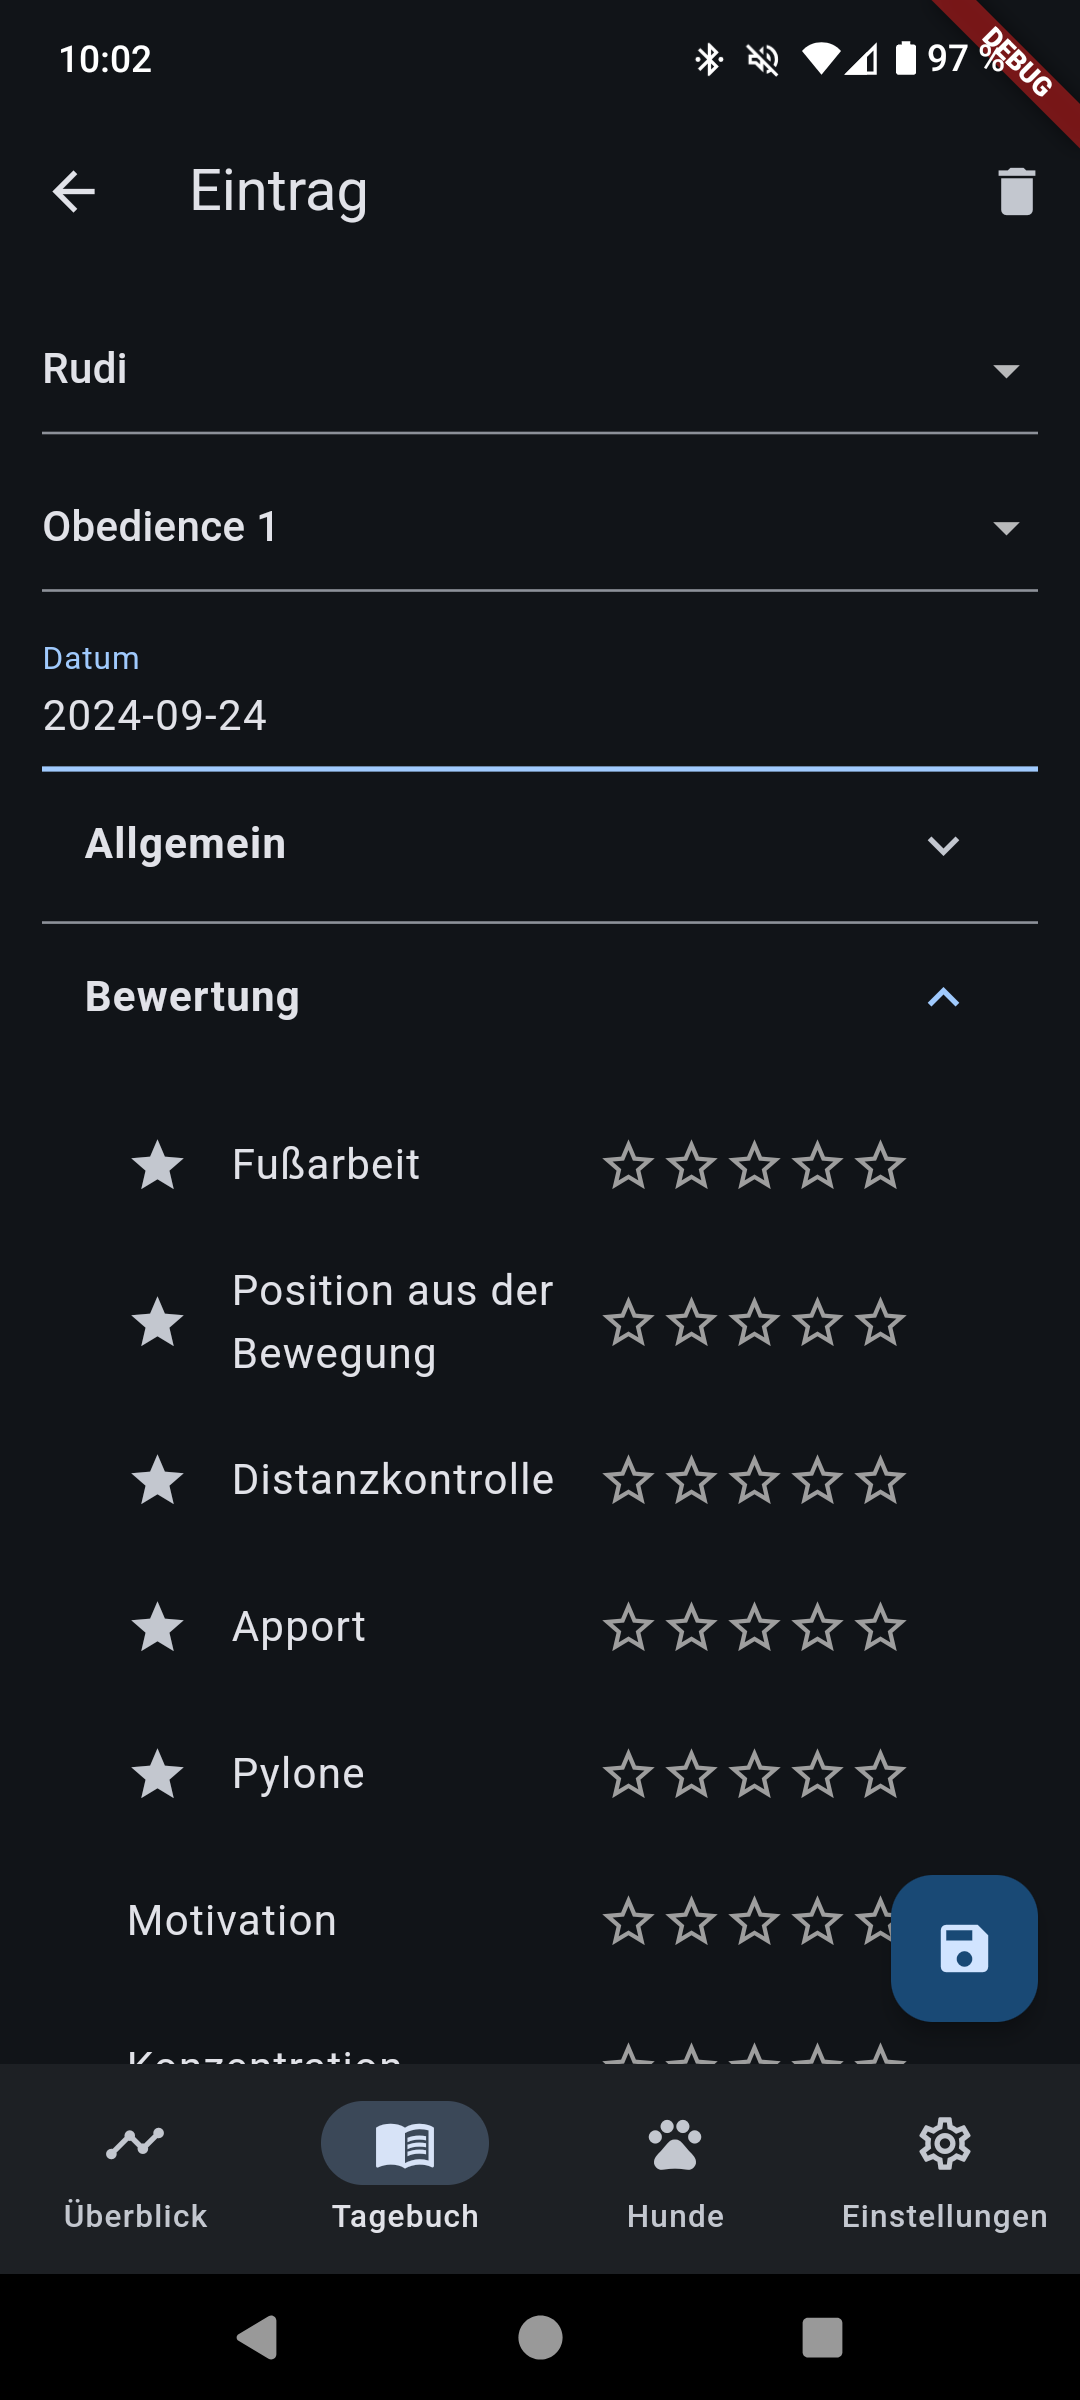 10:02
97 %
DEBUG
Eintrag
Rudi
Obedience 1
Datum
2024-09-24
Allgemein
Bewertung
Fußarbeit
Position aus der
Bewegung
Distanzkontrolle
Apport
Pylone
Motivation
Konzentration
Überblick
Tagebuch
Hunde
Einstellungen